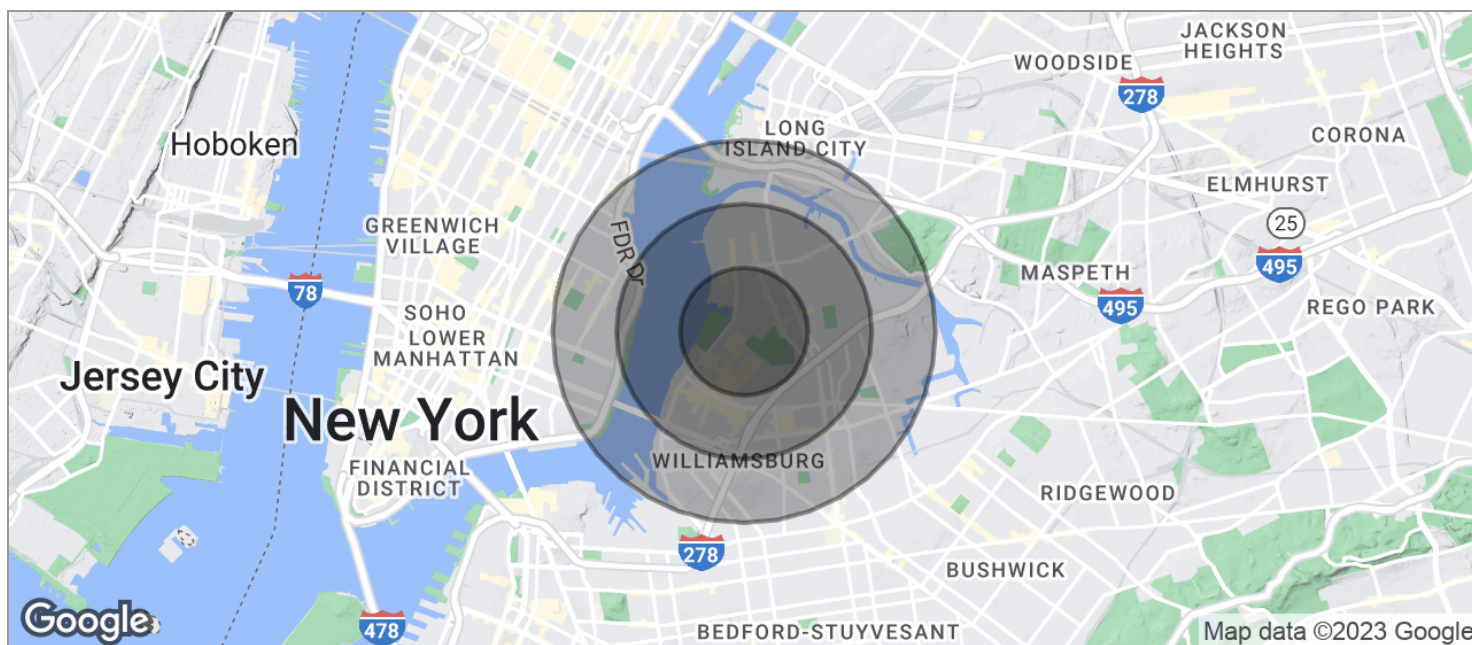 JACKSON
HEIGHTS
WOODSIDE
278
LONG
ISLAND CITY
CORONA
Hoboken
ELMHURST
25
GREENWICH
VILLAGE
FDR Dr
MASPETH
495
495
78
REGO PARK
SOHO
LOWER
MANHATTAN
Jersey City
New York
WILLIAMSBURG
FINANCIAL
DISTRICT
RIDGEWOOD
278
BUSHWICK
Google
478
BEDFORD-STUYVESANT
Map data ©2023 Google